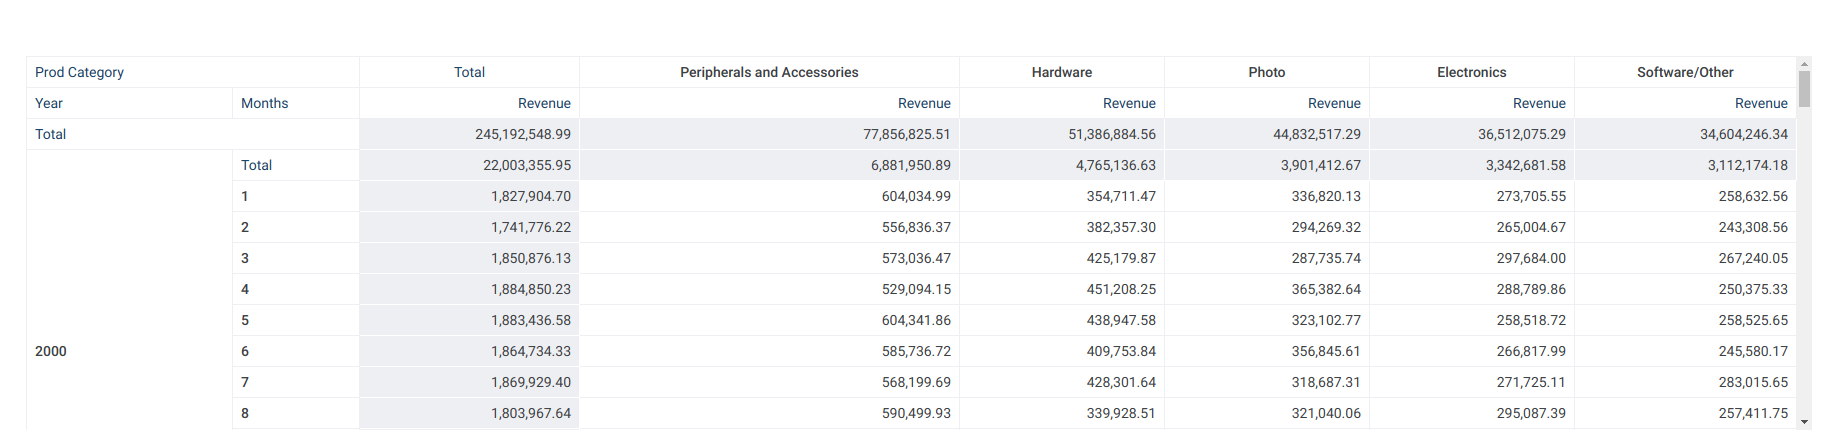 Prod Category Total Peripherals and Accessories Hardware Photo Electronics Software/Other
Year Months Revenue Revenue Revenue Revenue Revenue Revenue
Total 245,192,548.99 77,856,825.51 51,386,884.56 44,832,517.29 36,512,075.29 34,604,246.34
Total 22,003,355.95 6,881,950.89 4,765,136.63 3,901,412.67 3,342,681.58 3,112,174.18
1 1,827,904.70 604,034.99 354,711.47 336,820.13 273,705.55 258,632.56
2 1,741,776.22 556,836.37 382,357.30 294,269.32 265,004.67 243,308.56
3 1,850,876.13 573,036.47 425,179.87 287,735.74 297,684.00 267,240.05
4 1,884,850.23 529,094.15 451,208.25 365,382.64 288,789.86 250,375.33
5 1,883,436.58 604,341.86 438,947.58 323,102.77 258,518.72 258,525.65
2000 6 1,864,734.33 585,736.72 409,753.84 356,845.61 266,817.99 245,580.17
7 1,869,929.40 568,199.69 428,301.64 318,687.31 271,725.11 283,015.65
8 1,803,967.64 590,499.93 339,928.51 321,040.06 295,087.39 257,411.75